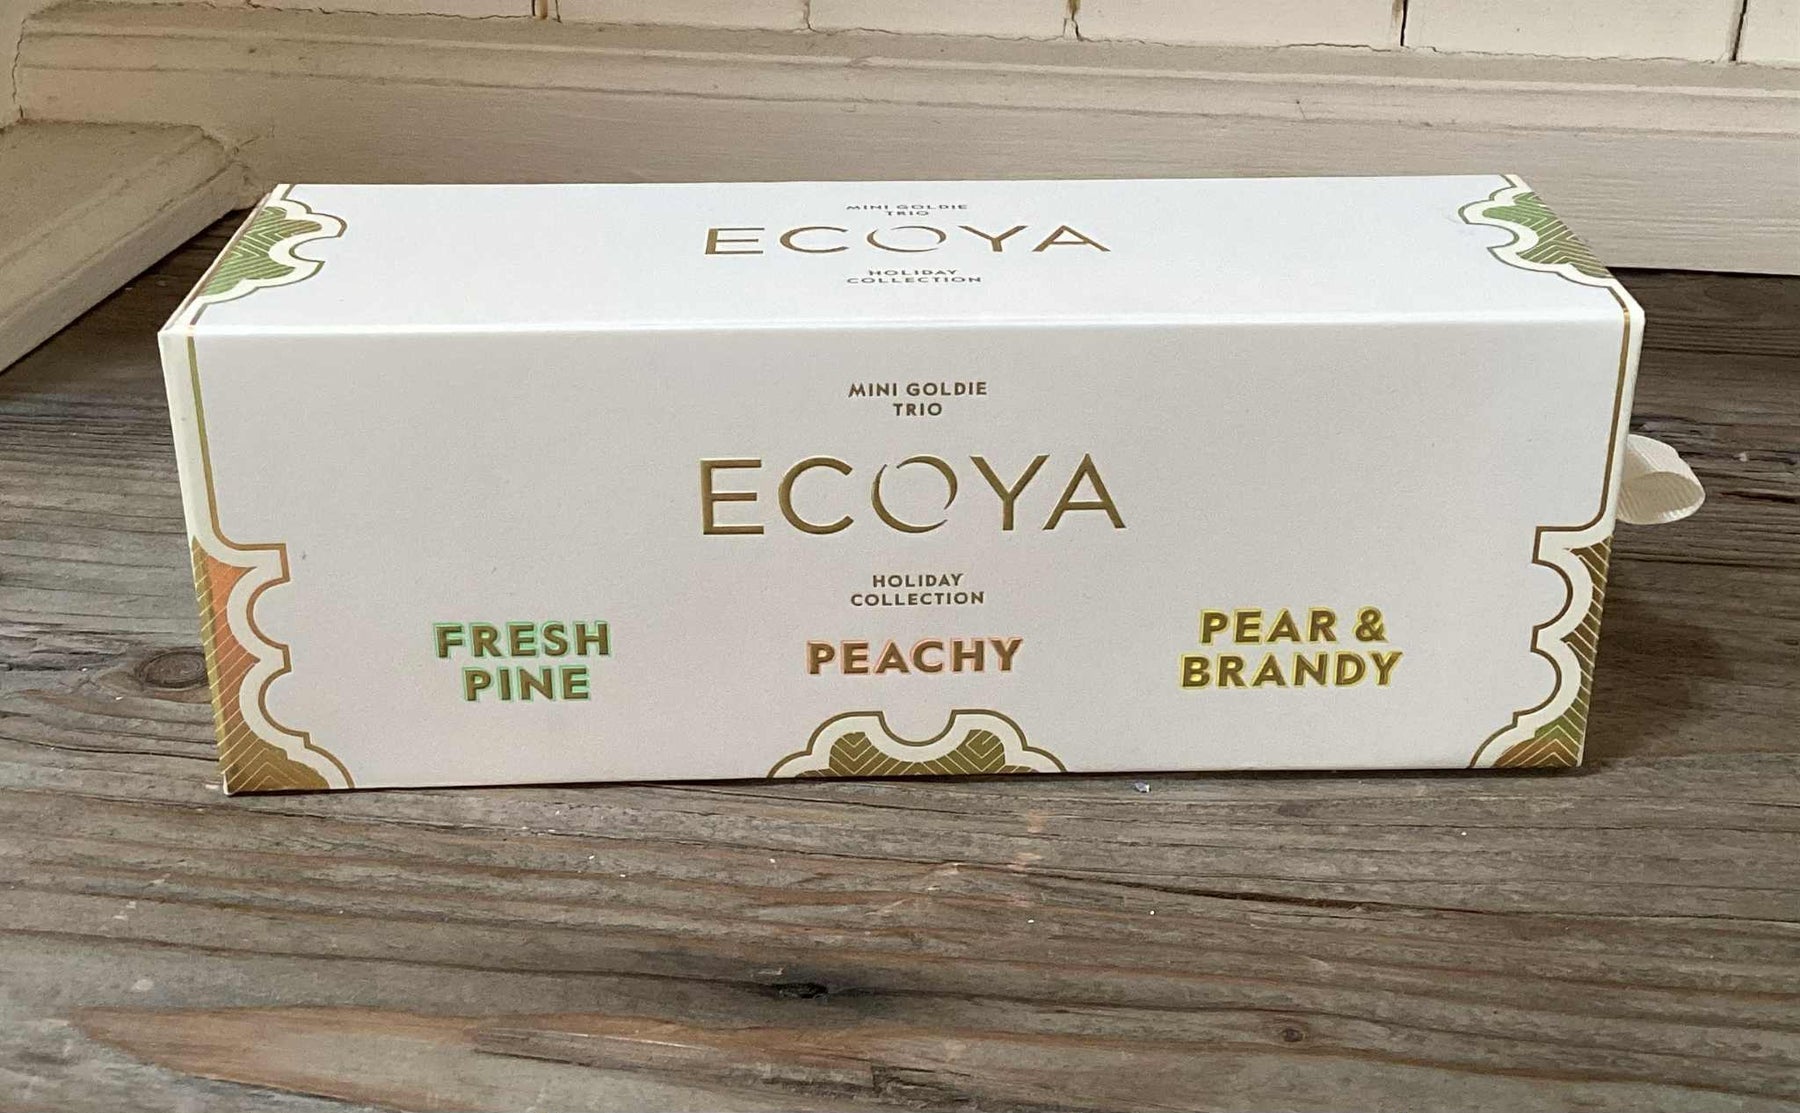 MINI GOLDIE
TRIO
ECOYA
HOLIDAY
COLLECTION
MINI GOLDIE
TRIO
ECOYA
HOLIDAY
COLLECTION
FRESH
PINE
PEACHY
PEAR &
BRANDY